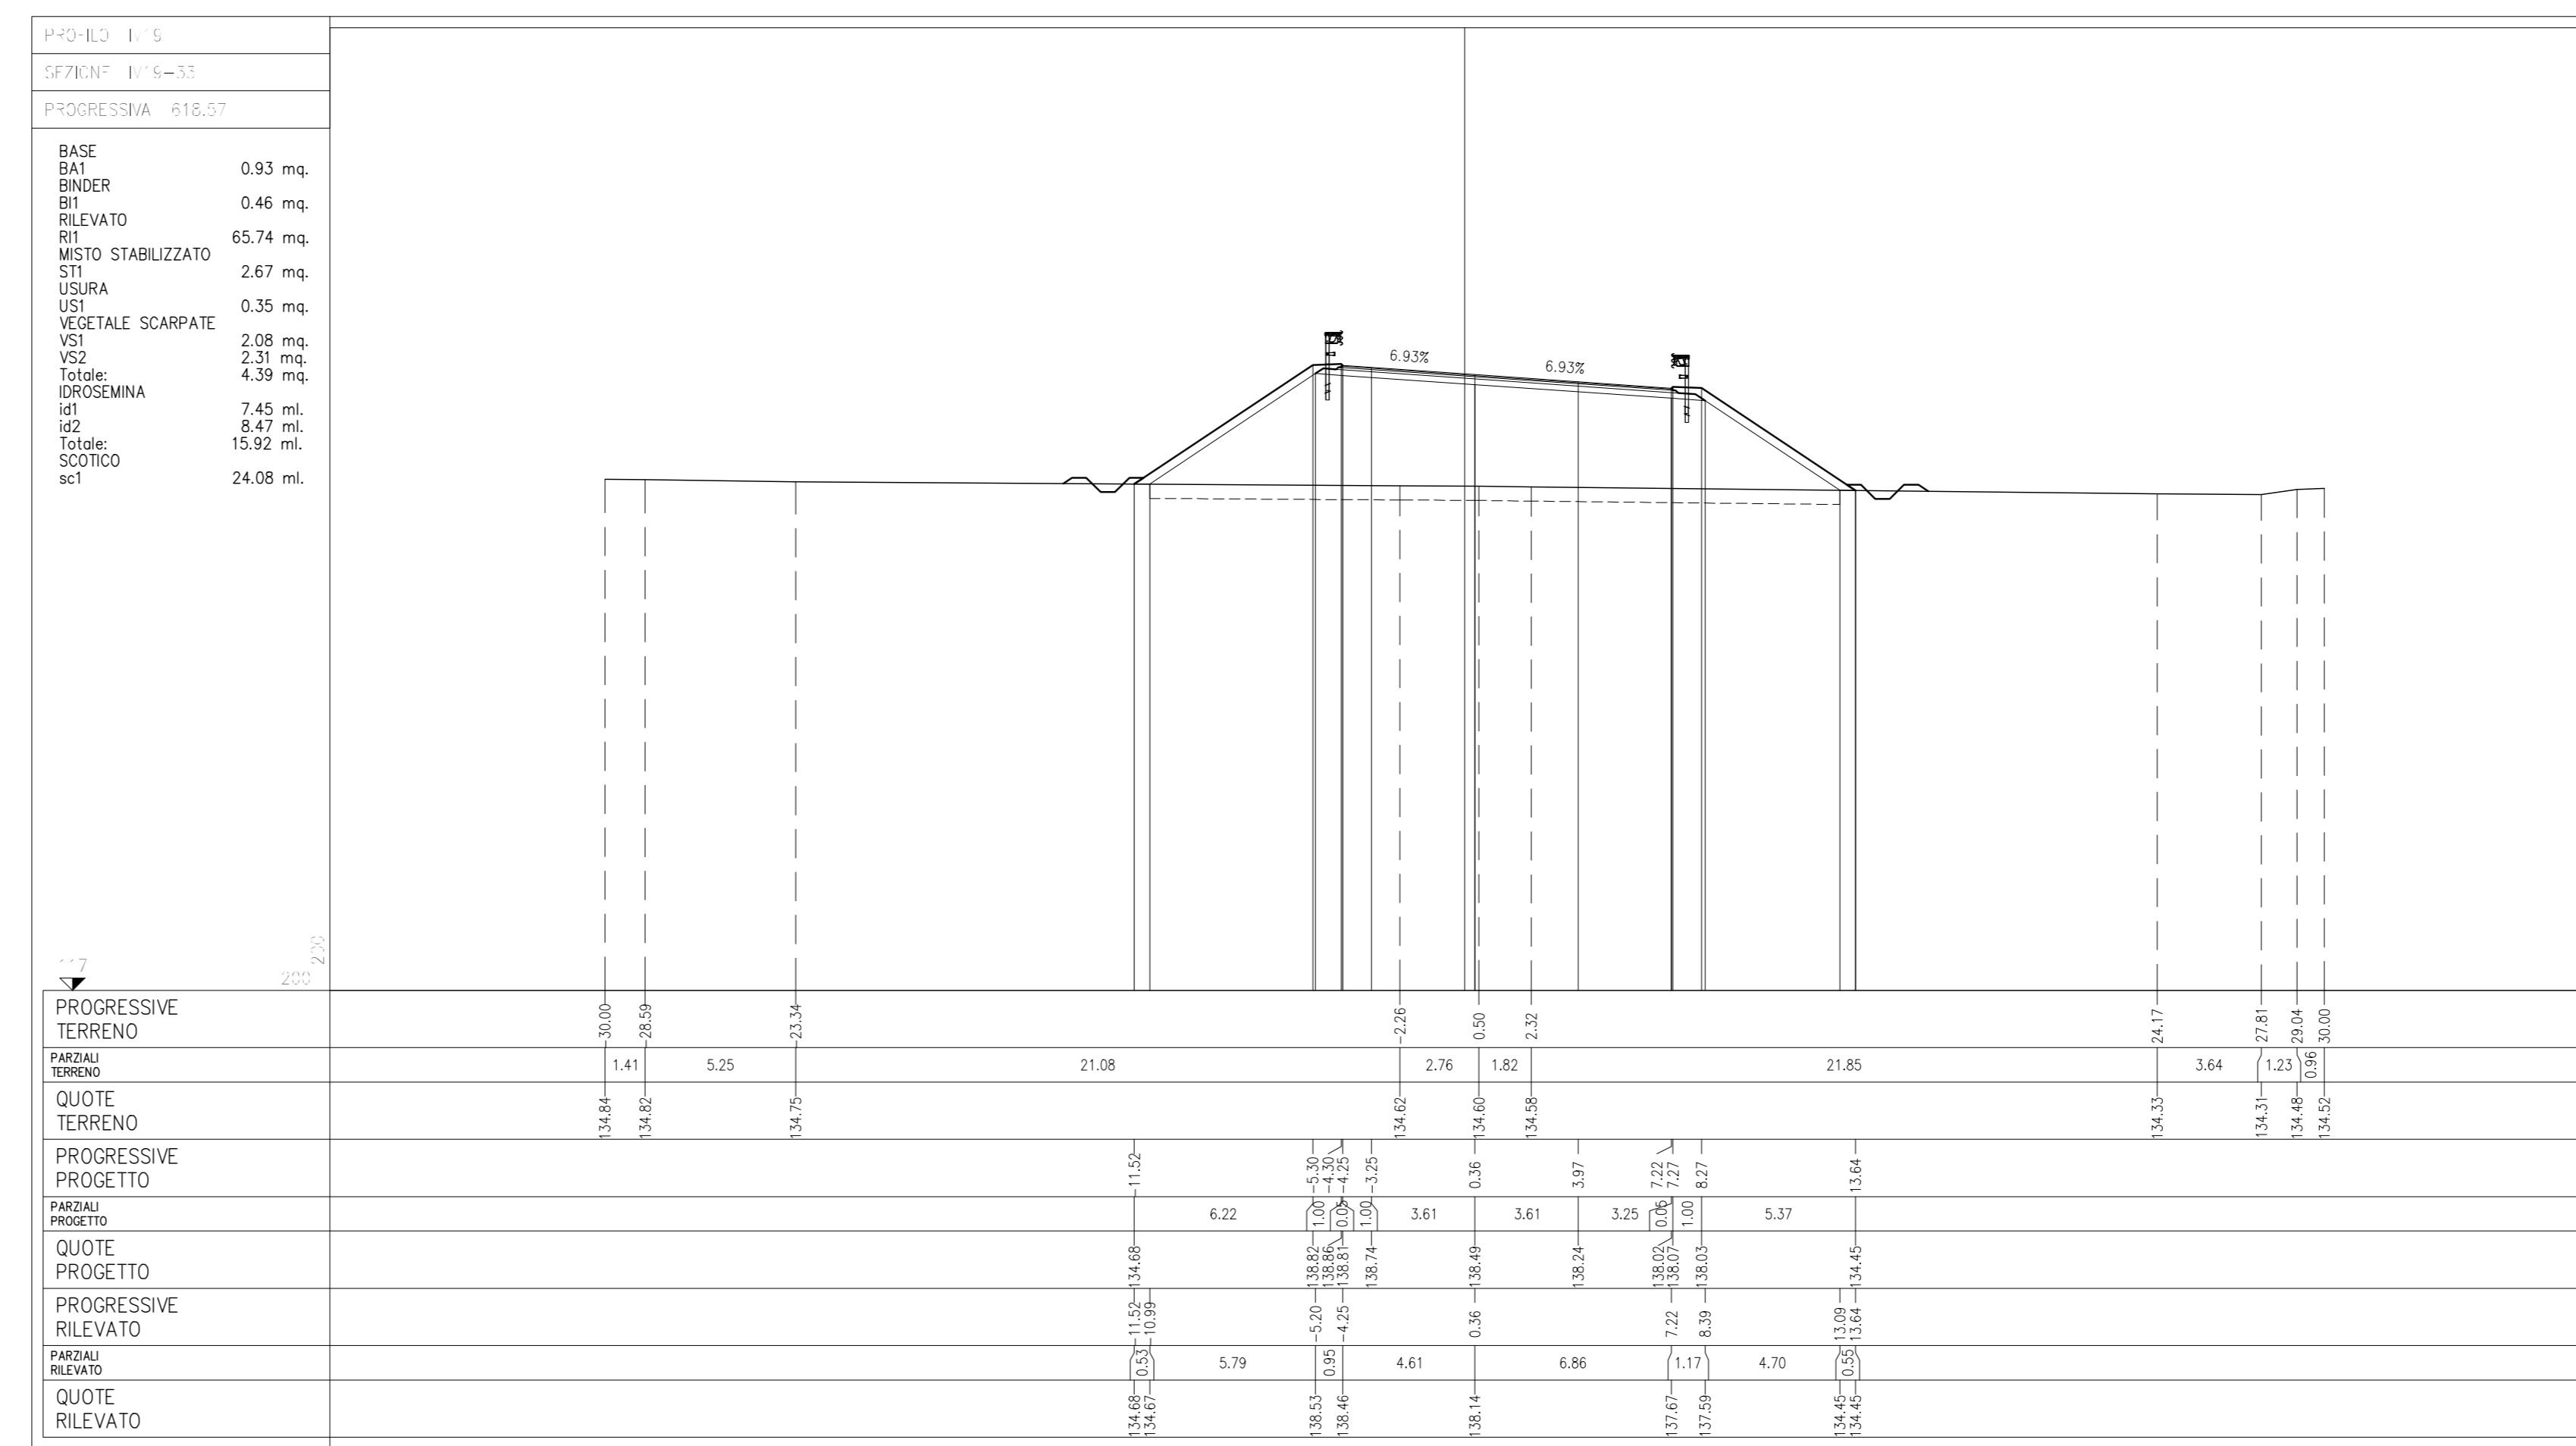 PROFILO IV19
SEZIONE IV19-33
PROGRESSIVA 618.57
BASE
BA1 0.93 mq.
BINDER
BI1 0.46 mq.
RILEVATO
RI1 65.74 mq.
MISTO STABILIZZATO
ST1 2.67 mq.
USURA
US1 0.35 mq.
VEGETALE SCARPATE
VS1 2.08 mq.
VS2 2.31 mq.
Totale: 4.39 mq.
IDROSEMINA
id1 7.45 ml.
id2 8.47 ml.
Totale: 15.92 ml.
SCOTICO
sc1 24.08 ml.
6.93% 6.93%
117 200 200
PROGRESSIVE
TERRENO
-30.00 -28.59 -23.34 -2.26 0.50 2.32 24.17 27.81 29.04 30.00
PARZIALI
TERRENO
1.41 5.25 21.08 2.76 1.82 21.85 3.64 1.23 0.96
QUOTE
TERRENO
134.84 134.82 134.75 134.62 134.60 134.58 134.33 134.31 134.48 134.52
PROGRESSIVE
PROGETTO
-11.52 -5.30 -4.30 -4.25 -3.25 0.36 3.97 7.22 7.27 8.27 13.64
PARZIALI
PROGETTO
6.22 1.00 0.05 1.00 3.61 3.61 3.25 0.05 1.00 5.37
QUOTE
PROGETTO
134.68 138.82 138.86 138.81 138.74 138.49 138.24 138.02 138.07 138.03 134.45
PROGRESSIVE
RILEVATO
-11.52 -10.99 -5.20 -4.25 0.36 7.22 8.39 13.09 13.64
PARZIALI
RILEVATO
0.53 5.79 0.95 4.61 6.86 1.17 4.70 0.55
QUOTE
RILEVATO
134.68 134.67 138.53 138.46 138.14 137.67 137.59 134.45 134.45